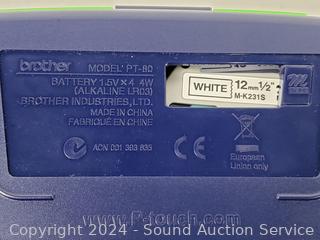 brother
MODEL PT-80
BATTERY 1.5V×4 4W
(ALKALINE LR03)
BROTHER INDUSTRIES, LTD.
MADE IN CHINA
FABRIQUÉ EN CHINE
WHITE 12mm 1/2"
M-K231S
ACN 001 393 835
European
Union only
www.P-touch.com
Copyright 2024 - Sound Auction Service